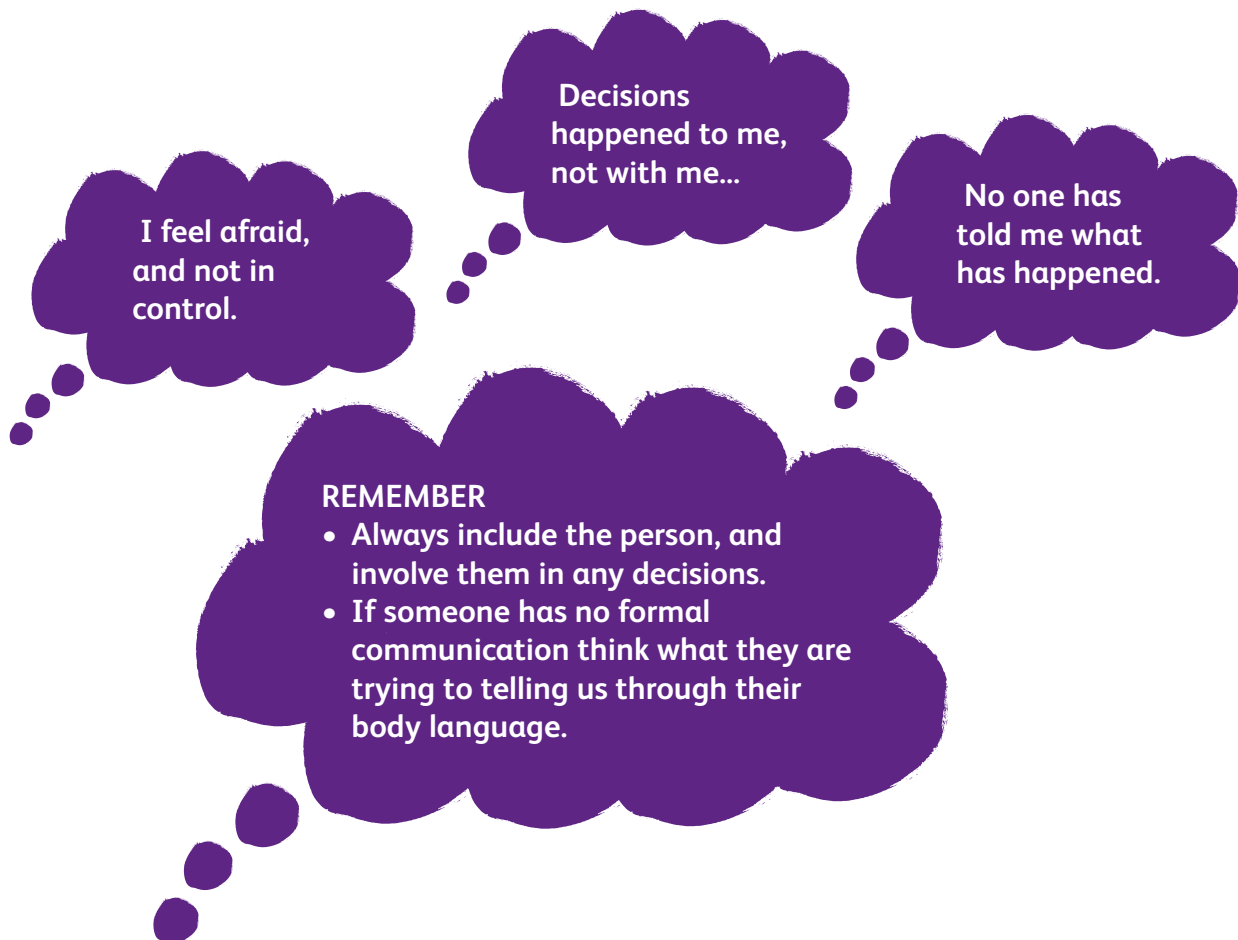 I feel afraid,
and not in
control.
Decisions
happened to me,
not with me...
No one has
told me what
has happened.
REMEMBER
• Always include the person, and
involve them in any decisions.
• If someone has no formal
communication think what they are
trying to telling us through their
body language.